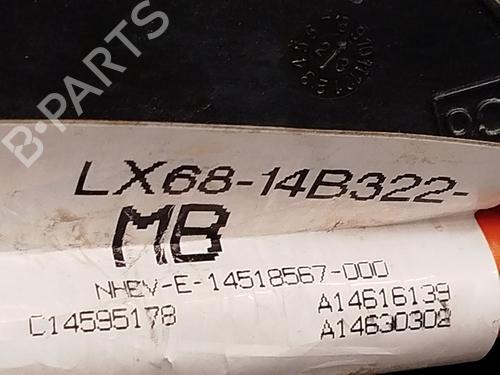 B-PARTS
LX68-14B322-
MB
NHEV-E-14518567-000
C14595178
A14616139
A14630302